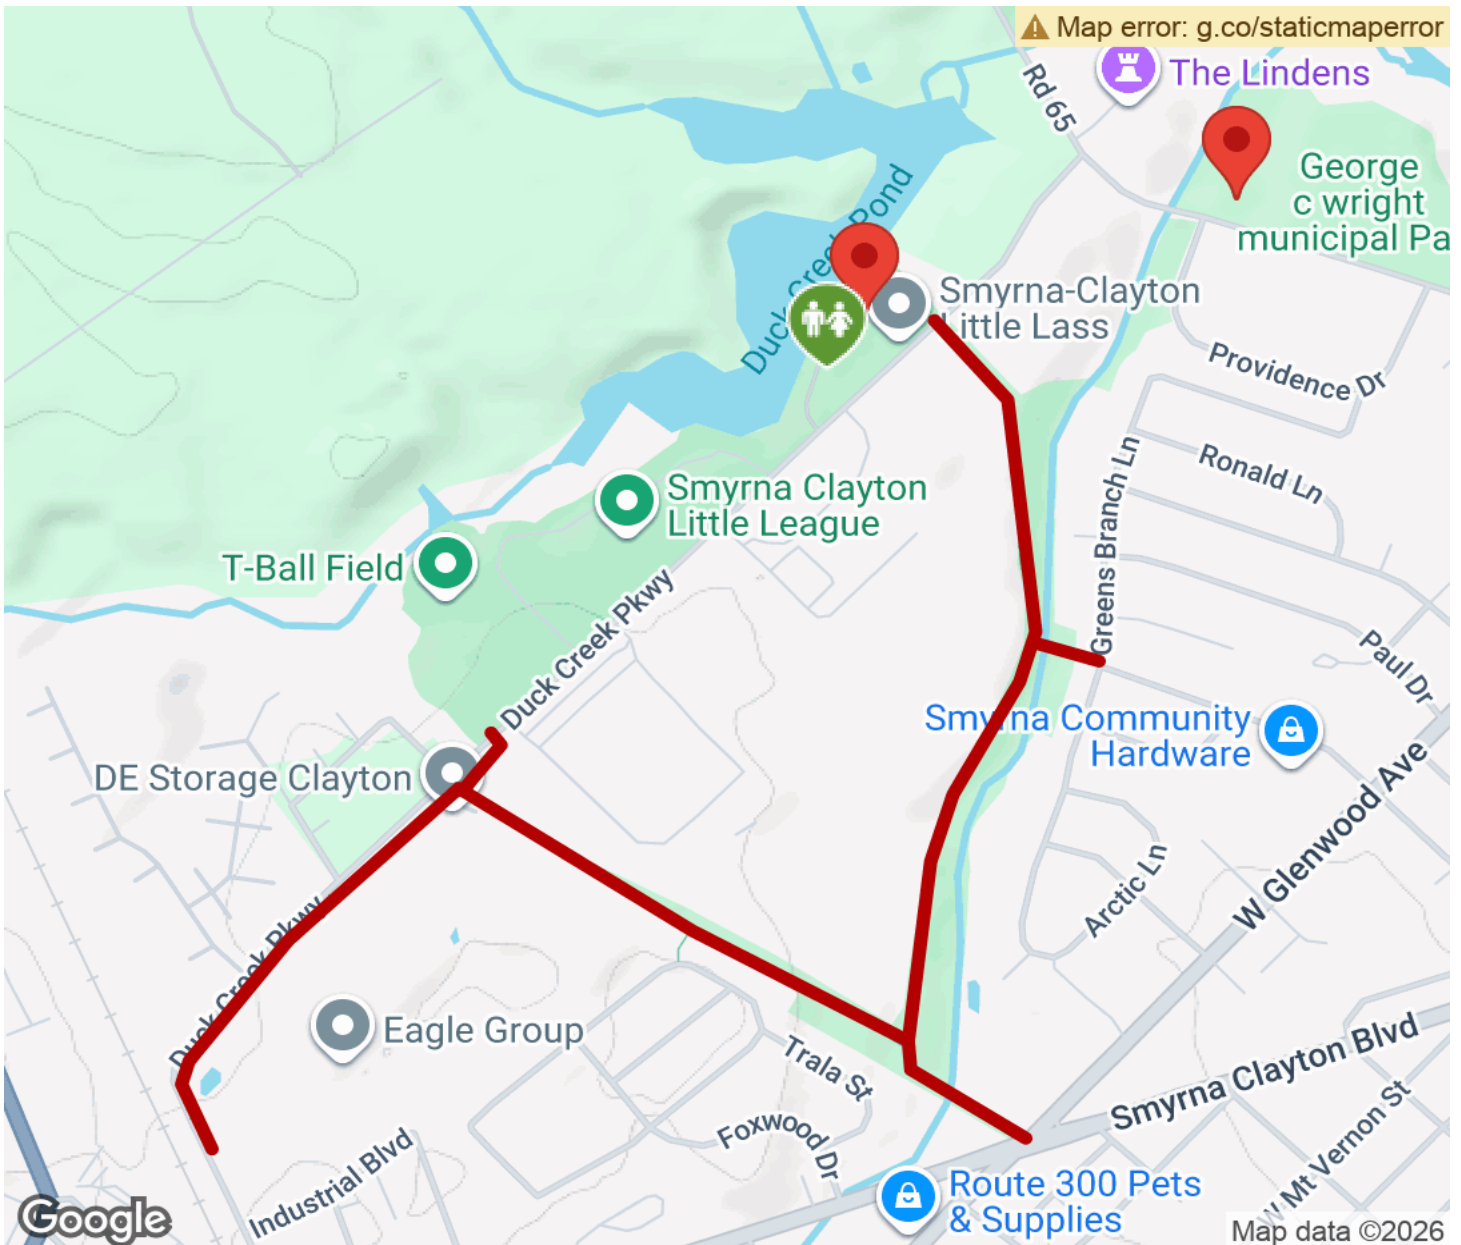 Map error: g.co/staticmaperror
The Lindens
Rd 65
George
c wright
municipal Pa
Duck Creek Pond
Smyrna-Clayton
Little Lass
Providence Dr
Ronald Ln
Greens Branch Ln
Smyrna Clayton
Little League
T-Ball Field
Duck Creek Pkwy
Paul Dr
Smyrna Community
Hardware
DE Storage Clayton
W Glenwood Ave
Arctic Ln
Duck Creek Pkwy
Eagle Group
Trala St
Smyrna Clayton Blvd
Foxwood Dr
W Mt Vernon St
Industrial Blvd
Route 300 Pets
& Supplies
Google
Map data ©2026